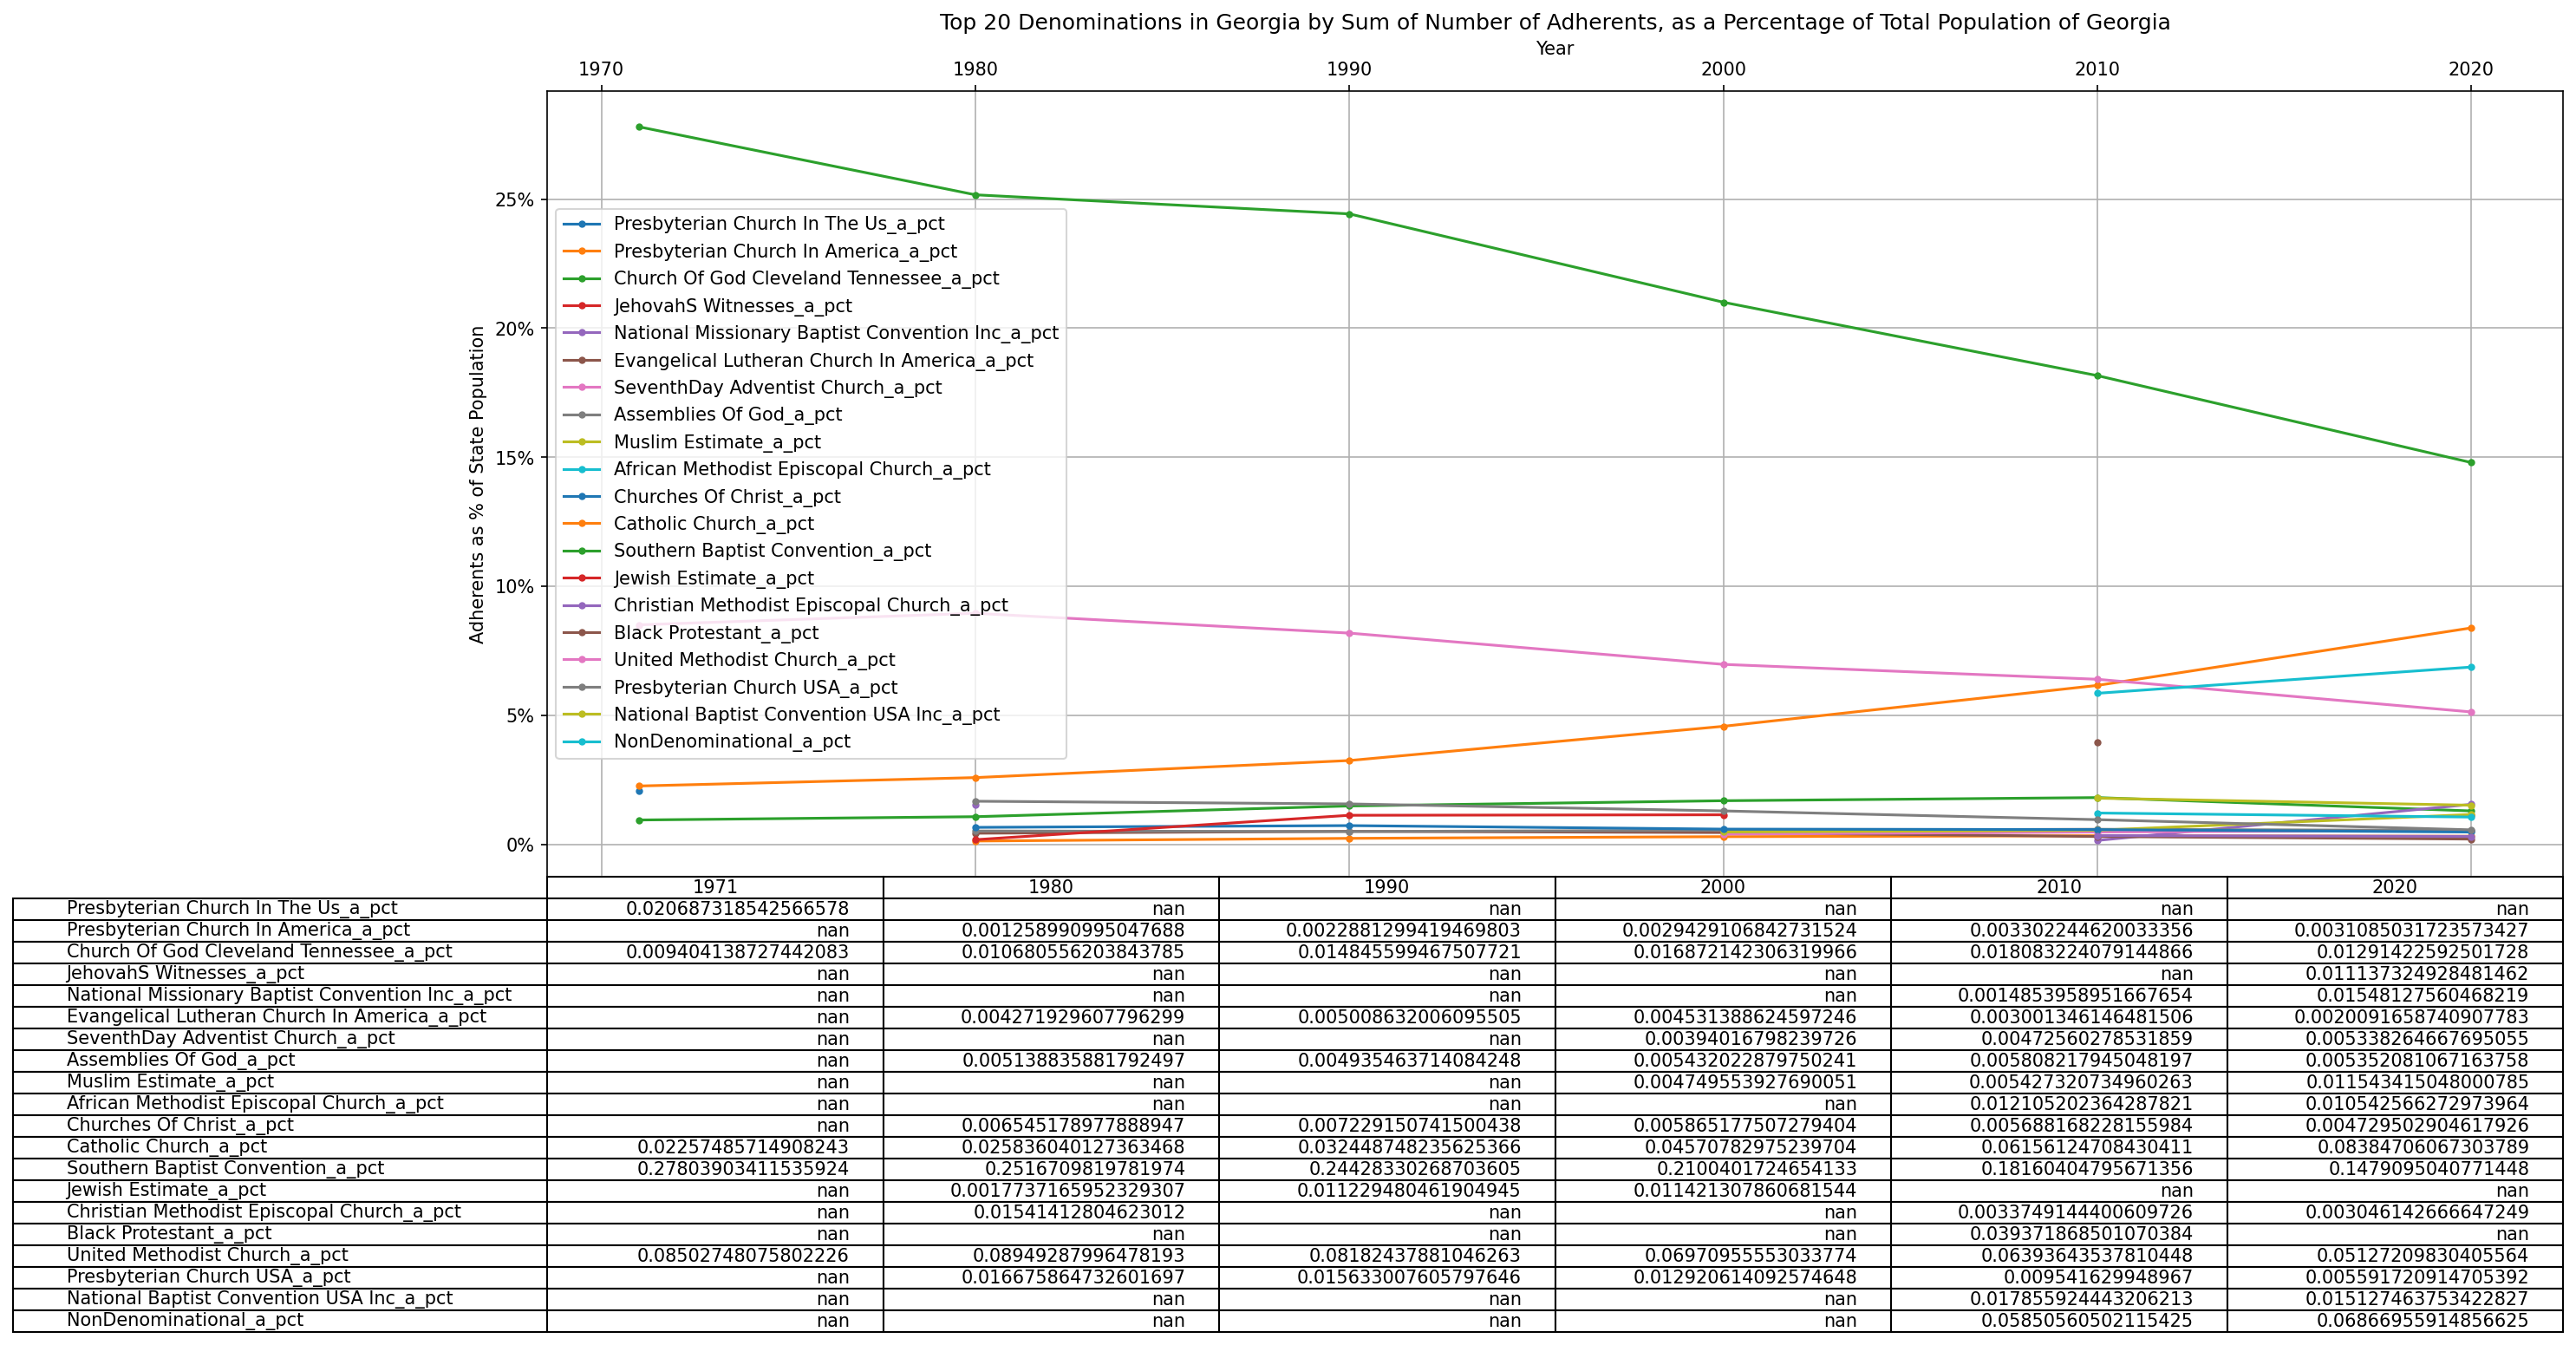 Top 20 Denominations in Georgia by Sum of Number of Adherents, as a Percentage of Total Population of Georgia
Year
1970 1980 1990 2000 2010 2020
Adherents as % of State Population
25%
20%
15%
10%
5%
0%
Presbyterian Church In The Us_a_pct
Presbyterian Church In America_a_pct
Church Of God Cleveland Tennessee_a_pct
JehovahS Witnesses_a_pct
National Missionary Baptist Convention Inc_a_pct
Evangelical Lutheran Church In America_a_pct
SeventhDay Adventist Church_a_pct
Assemblies Of God_a_pct
Muslim Estimate_a_pct
African Methodist Episcopal Church_a_pct
Churches Of Christ_a_pct
Catholic Church_a_pct
Southern Baptist Convention_a_pct
Jewish Estimate_a_pct
Christian Methodist Episcopal Church_a_pct
Black Protestant_a_pct
United Methodist Church_a_pct
Presbyterian Church USA_a_pct
National Baptist Convention USA Inc_a_pct
NonDenominational_a_pct
1971 1980 1990 2000 2010 2020
Presbyterian Church In The Us_a_pct 0.020687318542566578 nan nan nan nan nan
Presbyterian Church In America_a_pct nan 0.001258990995047688 0.0022881299419469803 0.0029429106842731524 0.003302244620033356 0.0031085031723573427
Church Of God Cleveland Tennessee_a_pct 0.009404138727442083 0.010680556203843785 0.014845599467507721 0.016872142306319966 0.018083224079144866 0.012914225925017​28
JehovahS Witnesses_a_pct nan nan nan nan nan 0.011137324928481462
National Missionary Baptist Convention Inc_a_pct nan nan nan nan 0.0014853958951667654 0.01548127560468219
Evangelical Lutheran Church In America_a_pct nan 0.004271929607796299 0.005008632006095505 0.004531388624597246 0.003001346146481506 0.0020091658740907783
SeventhDay Adventist Church_a_pct nan nan nan 0.00394016798239726 0.00472560278531859 0.005338264667695055
Assemblies Of God_a_pct nan 0.005138835881792497 0.004935463714084248 0.005432022879750241 0.005808217945048197 0.005352081067163758
Muslim Estimate_a_pct nan nan nan 0.004749553927690051 0.005427320734960263 0.011543415048000785
African Methodist Episcopal Church_a_pct nan nan nan nan 0.012105202364287821 0.010542566272973964
Churches Of Christ_a_pct nan 0.006545178977888947 0.007229150741500438 0.005865177507279404 0.005688168228155984 0.004729502904617926
Catholic Church_a_pct 0.02257485714908243 0.025836040127363468 0.032448748235625366 0.04570782975239704 0.06156124708430411 0.08384706067303789
Southern Baptist Convention_a_pct 0.27803903411535924 0.2516709819781974 0.24428330268703605 0.2100401724654133 0.18160404795671356 0.1479095040771448
Jewish Estimate_a_pct nan 0.0017737165952329307 0.011229480461904945 0.011421307860681544 nan nan
Christian Methodist Episcopal Church_a_pct nan 0.01541412804623012 nan nan 0.0033749144400609726 0.003046142666647249
Black Protestant_a_pct nan nan nan nan 0.039371868501070384 nan
United Methodist Church_a_pct 0.08502748075802226 0.08949287996478193 0.08182437881046263 0.06970955553033774 0.06393643537810448 0.05127209830405564
Presbyterian Church USA_a_pct nan 0.016675864732601697 0.015633007605797646 0.012920614092574648 0.009541629948967 0.005591720914705392
National Baptist Convention USA Inc_a_pct nan nan nan nan 0.017855924443206213 0.015127463753422827
NonDenominational_a_pct nan nan nan nan 0.05850560502115425 0.06866955914856625